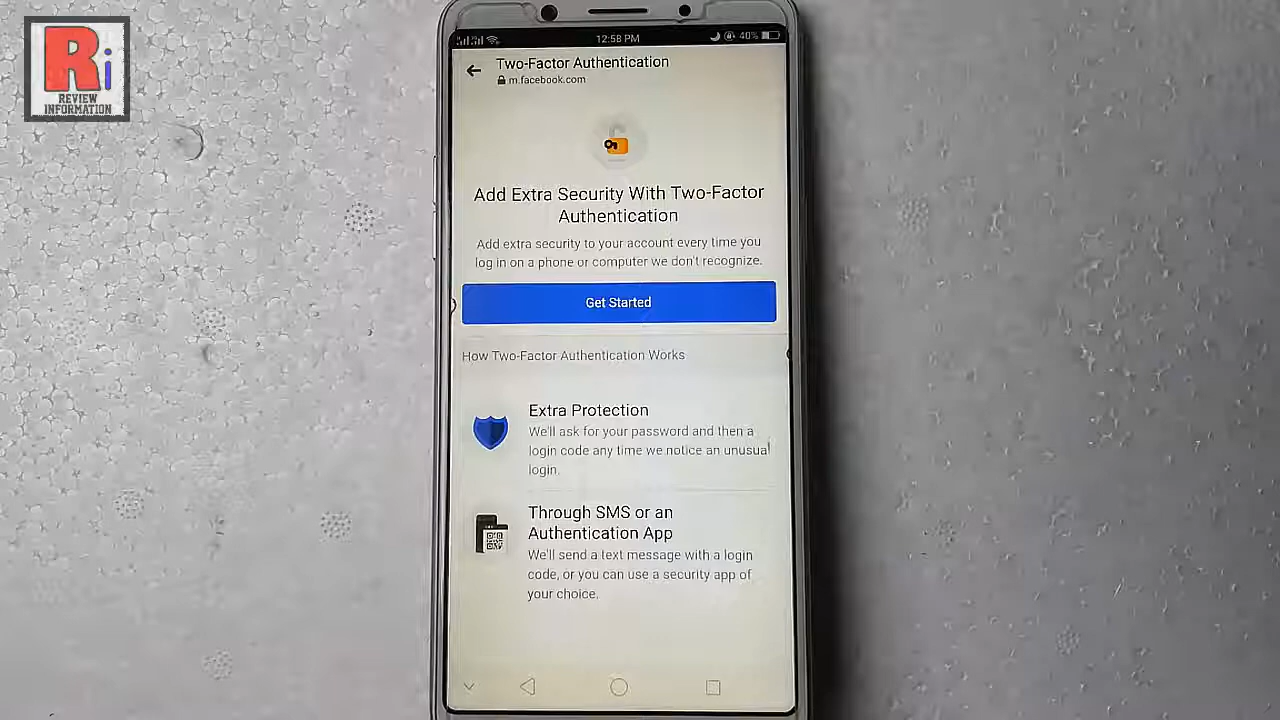 Ri
REVIEW
INFORMATION
12:58 PM
40%
Two-Factor Authentication
m.facebook.com
Add Extra Security With Two-Factor
Authentication
Add extra security to your account every time you
log in on a phone or computer we don't recognize.
Get Started
How Two-Factor Authentication Works
Extra Protection
We'll ask for your password and then a
login code any time we notice an unusual
login.
Through SMS or an
Authentication App
We'll send a text message with a login
code, or you can use a security app of
your choice.